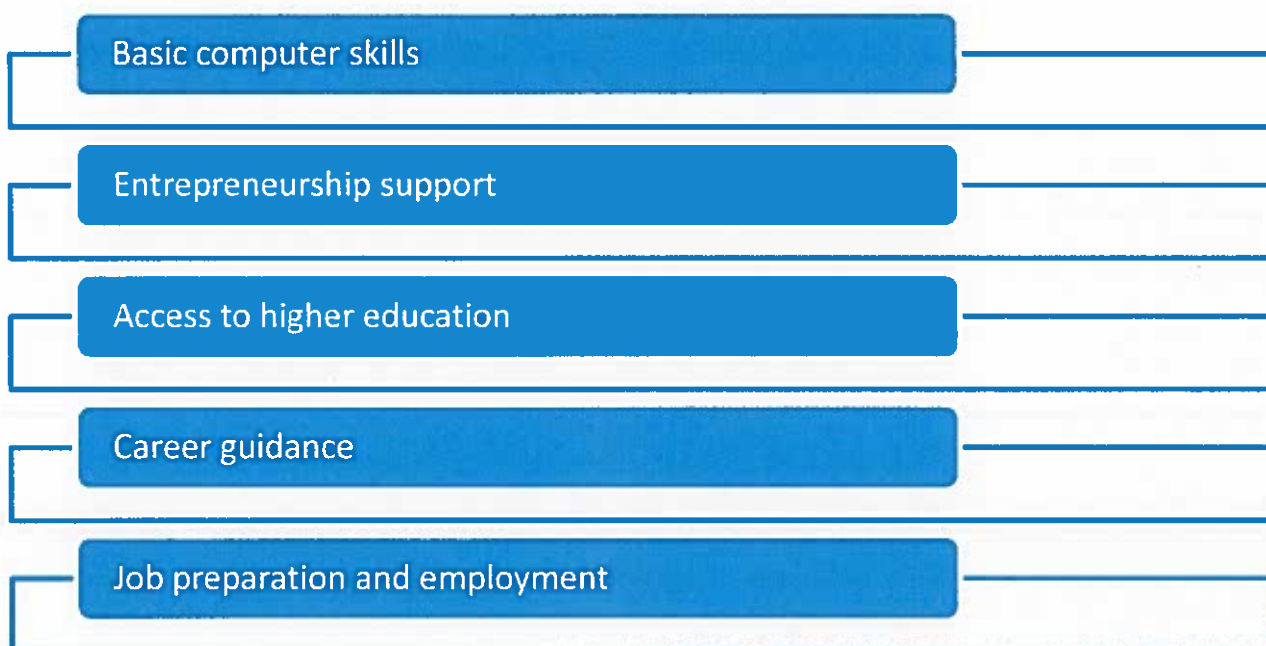 Basic computer skills
Entrepreneurship support
Access to higher education
Career guidance
Job preparation and employment